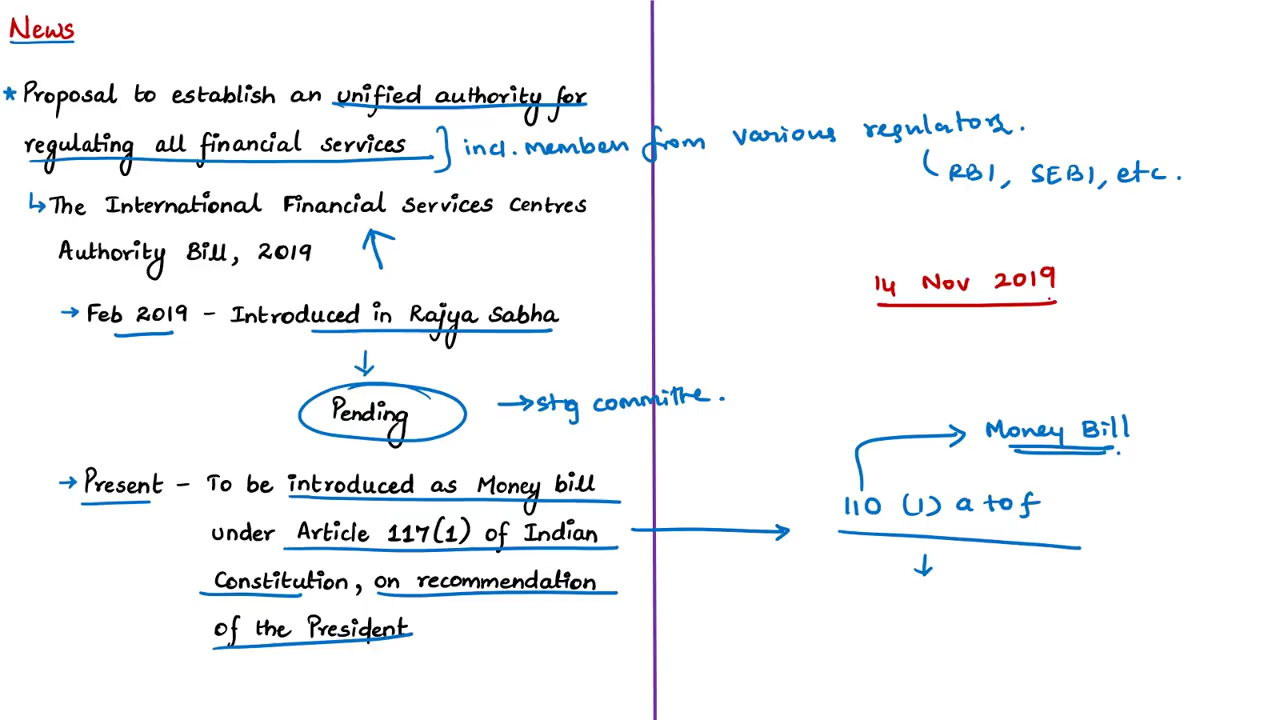 News
* Proposal to establish an unified authority for
regulating all financial services } incl. members from various regulators.
( RBI, SEBI, etc.
↳ The International Financial Services Centres
Authority Bill, 2019
14 Nov 2019
→ Feb 2019 - Introduced in Rajya Sabha
Pending → stg committee.
Money Bill
→ Present - To be introduced as Money bill
110 (1) a to f
under Article 117(1) of Indian
Constitution, on recommendation
of the President